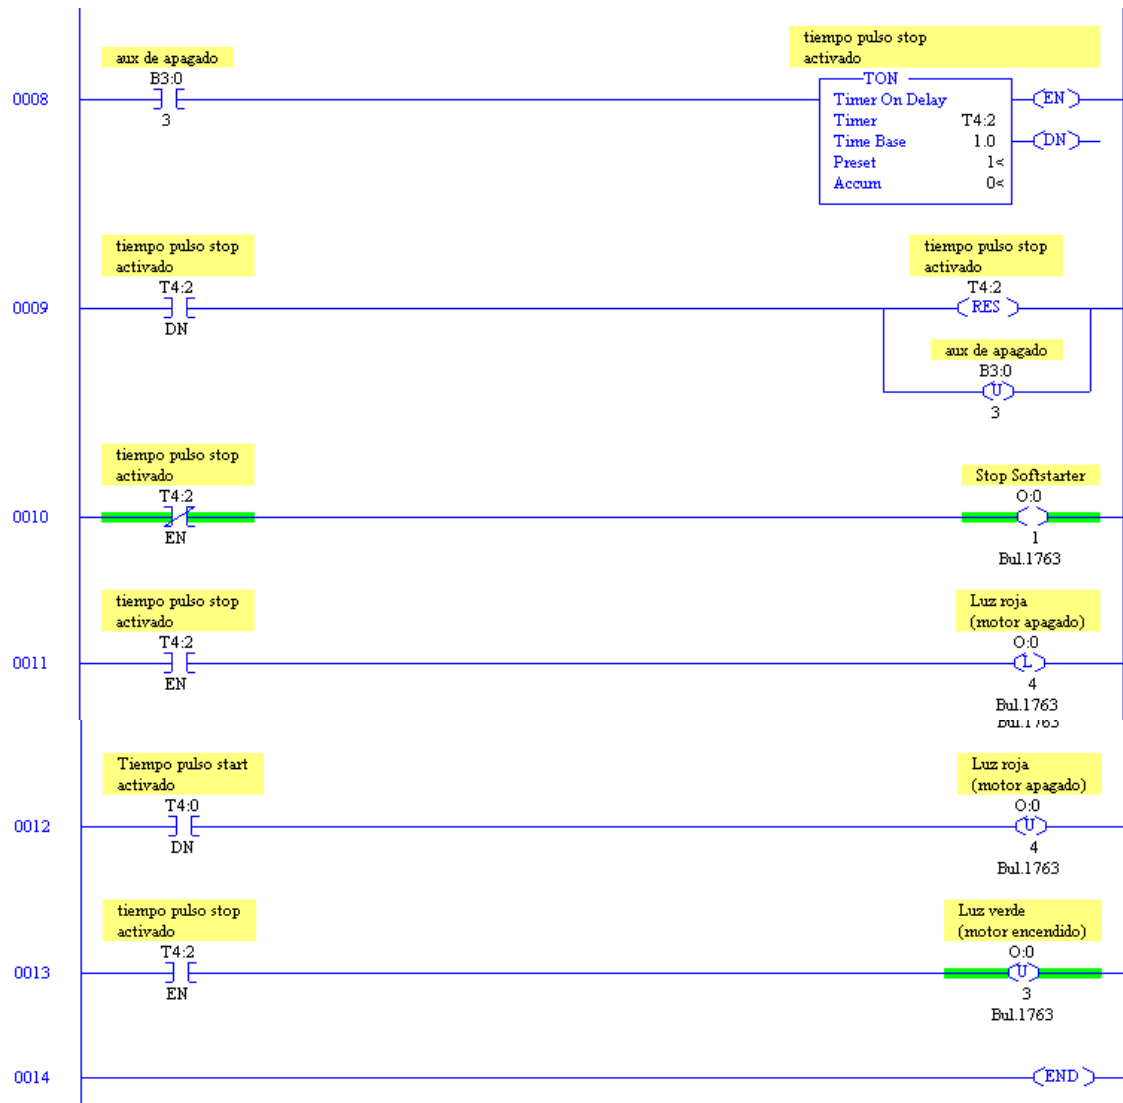 tiempo pulso stop
activado
aux de apagado
B3:0
3
0008
TON
Timer On Delay
Timer T4:2
Time Base 1.0
Preset 1<
Accum 0<
EN
DN
tiempo pulso stop
activado
T4:2
DN
0009
tiempo pulso stop
activado
T4:2
RES
aux de apagado
B3:0
U
3
tiempo pulso stop
activado
T4:2
EN
0010
Stop Softstarter
O:0
1
Bul.1763
tiempo pulso stop
activado
T4:2
EN
0011
Luz roja
(motor apagado)
O:0
L
4
Bul.1763
Bul.1763
Tiempo pulso start
activado
T4:0
DN
0012
Luz roja
(motor apagado)
O:0
U
4
Bul.1763
tiempo pulso stop
activado
T4:2
EN
0013
Luz verde
(motor encendido)
O:0
U
3
Bul.1763
0014
END